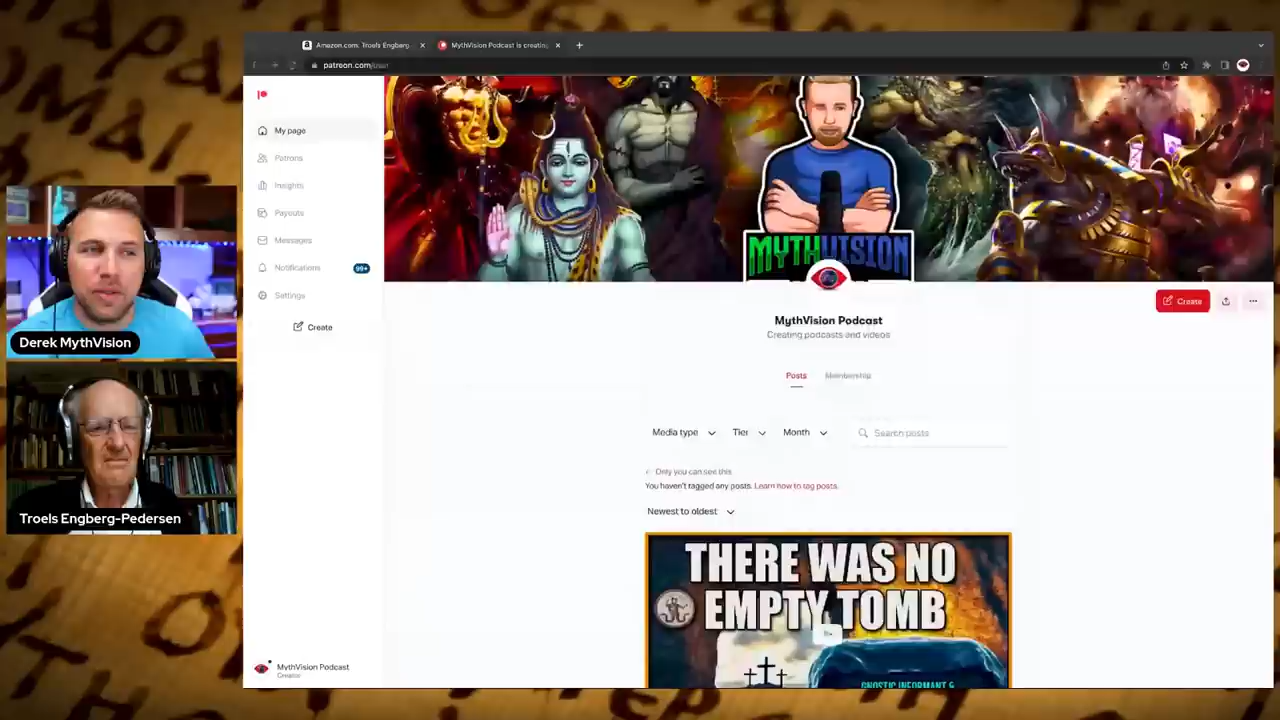 Amazon.com: Troels Engberg
MythVision Podcast is creating
patreon.com/user
My page
Patrons
Insights
Payouts
Messages
Notifications
99+
Settings
Create
MythVision Podcast
Creator
MYTHVISION
Create
MythVision Podcast
Creating podcasts and videos
Posts
Membership
Media type
Tier
Month
Search posts
Only you can see this
You haven't tagged any posts. Learn how to tag posts.
Newest to oldest
THERE WAS NO
EMPTY TOMB
GNOSTIC INFORMANT &
Derek MythVision
Troels Engberg-Pedersen